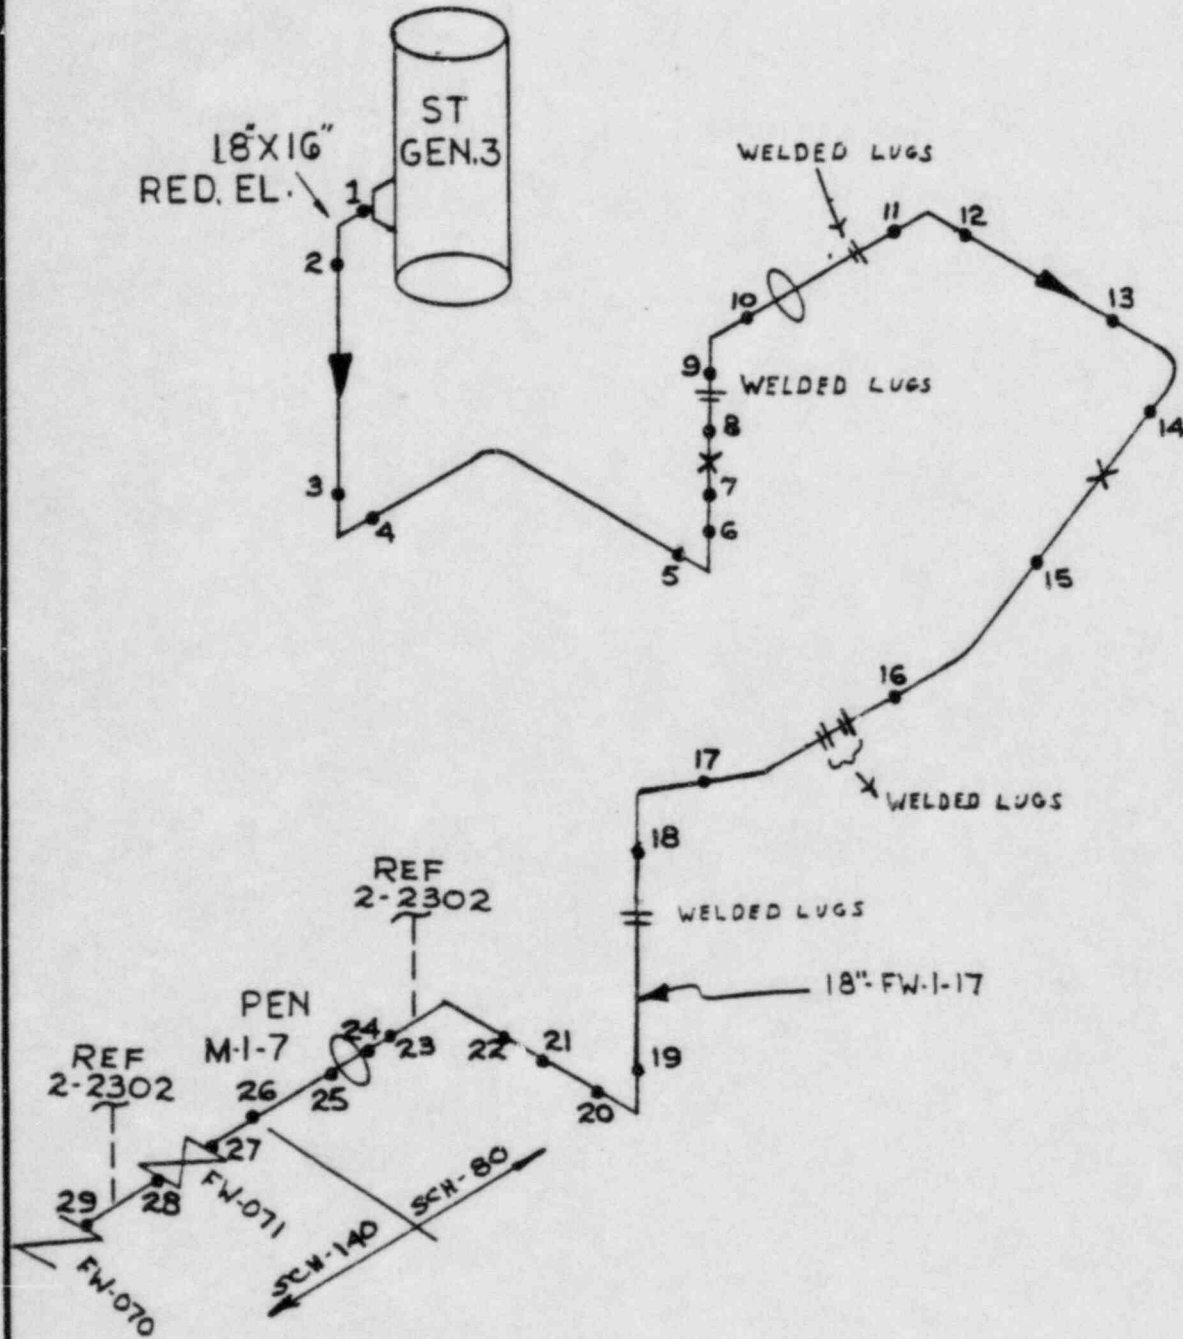 ST
GEN.3
18"X16"
RED. EL.
1
2
3
4
5
6
7
8
9
WELDED LUGS
10
WELDED LUGS
11
12
13
14
15
16
WELDED LUGS
17
18
WELDED LUGS
18"-FW-1-17
19
20
21
22
REF
2-2302
23
24
PEN
M-1-7
25
26
27
REF
2-2302
28
29
FW-071
FW-070
SCH-80
SCH-140